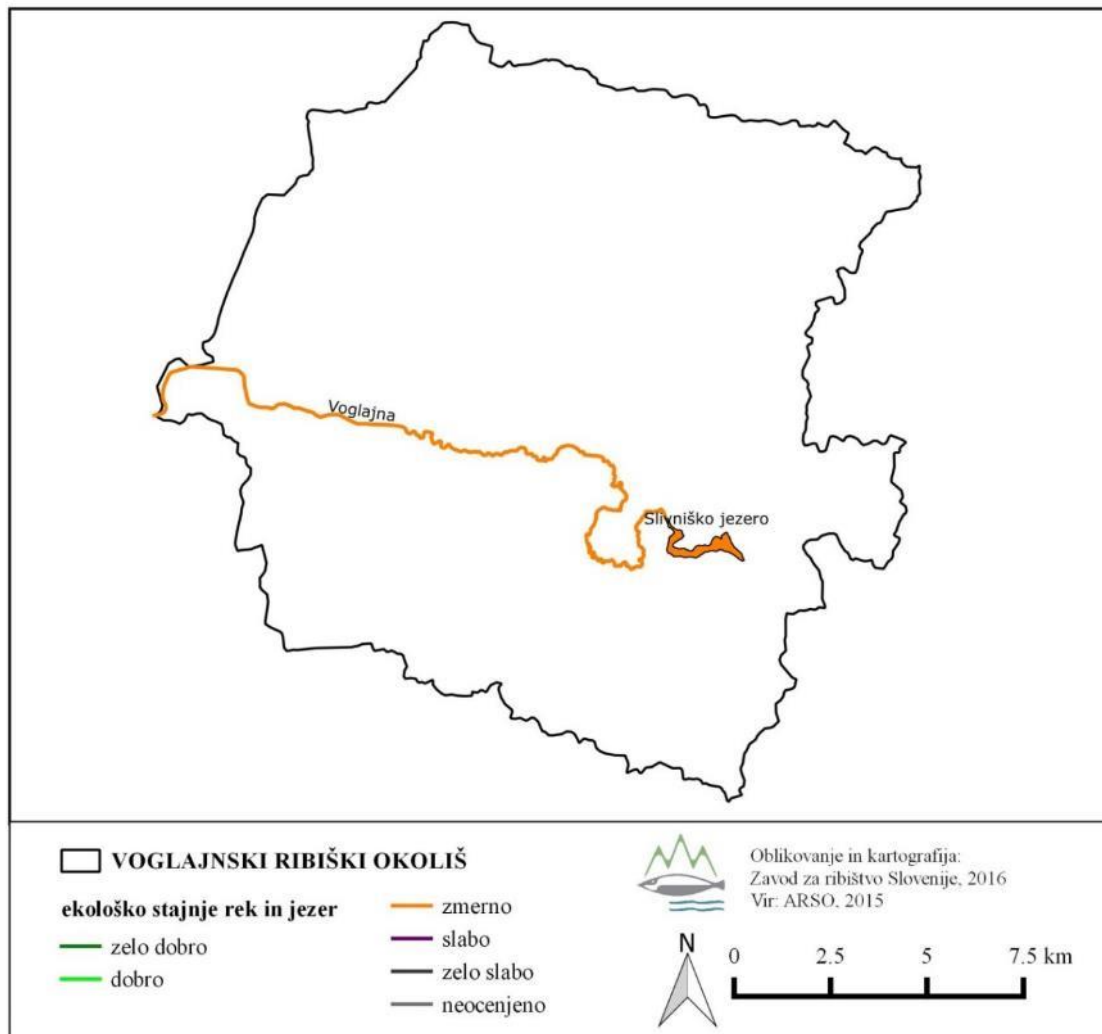 Voglajna
Slivniško jezero
VOGLAJNSKI RIBIŠKI OKOLIŠ
ekološko stajnje rek in jezer
zelo dobro
dobro
zmerno
slabo
zelo slabo
neocenjeno
Oblikovanje in kartografija:
Zavod za ribištvo Slovenije, 2016
Vir: ARSO, 2015
N
0 2.5 5 7.5 km